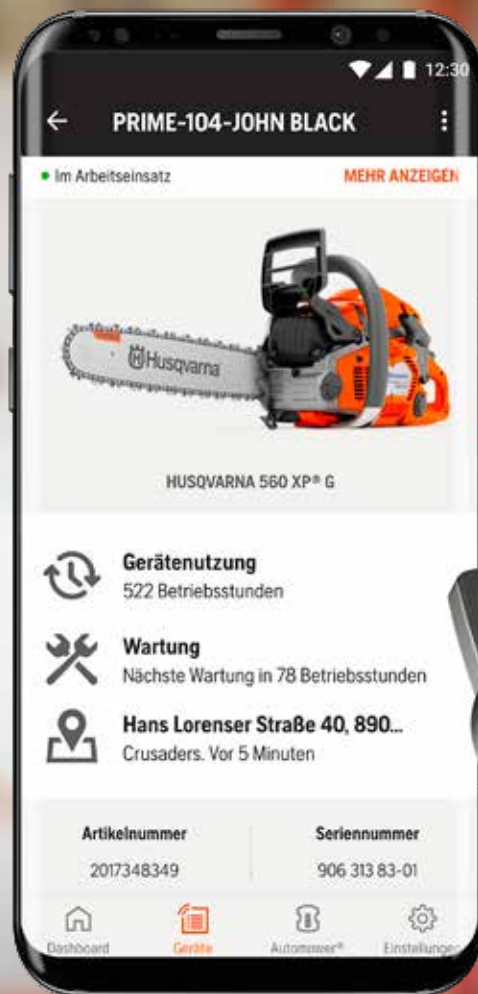 12:30
PRIME-104-JOHN BLACK
Im Arbeitseinsatz MEHR ANZEIGEN
Husqvarna
HUSQVARNA 560 XP® G
Gerätenutzung
522 Betriebsstunden
Wartung
Nächste Wartung in 78 Betriebsstunden
Hans Lorenser Straße 40, 890...
Crusaders. Vor 5 Minuten
Artikelnummer Seriennummer
2017348349 906 313 83-01
Dashboard Geräte Automower® Einstellungen